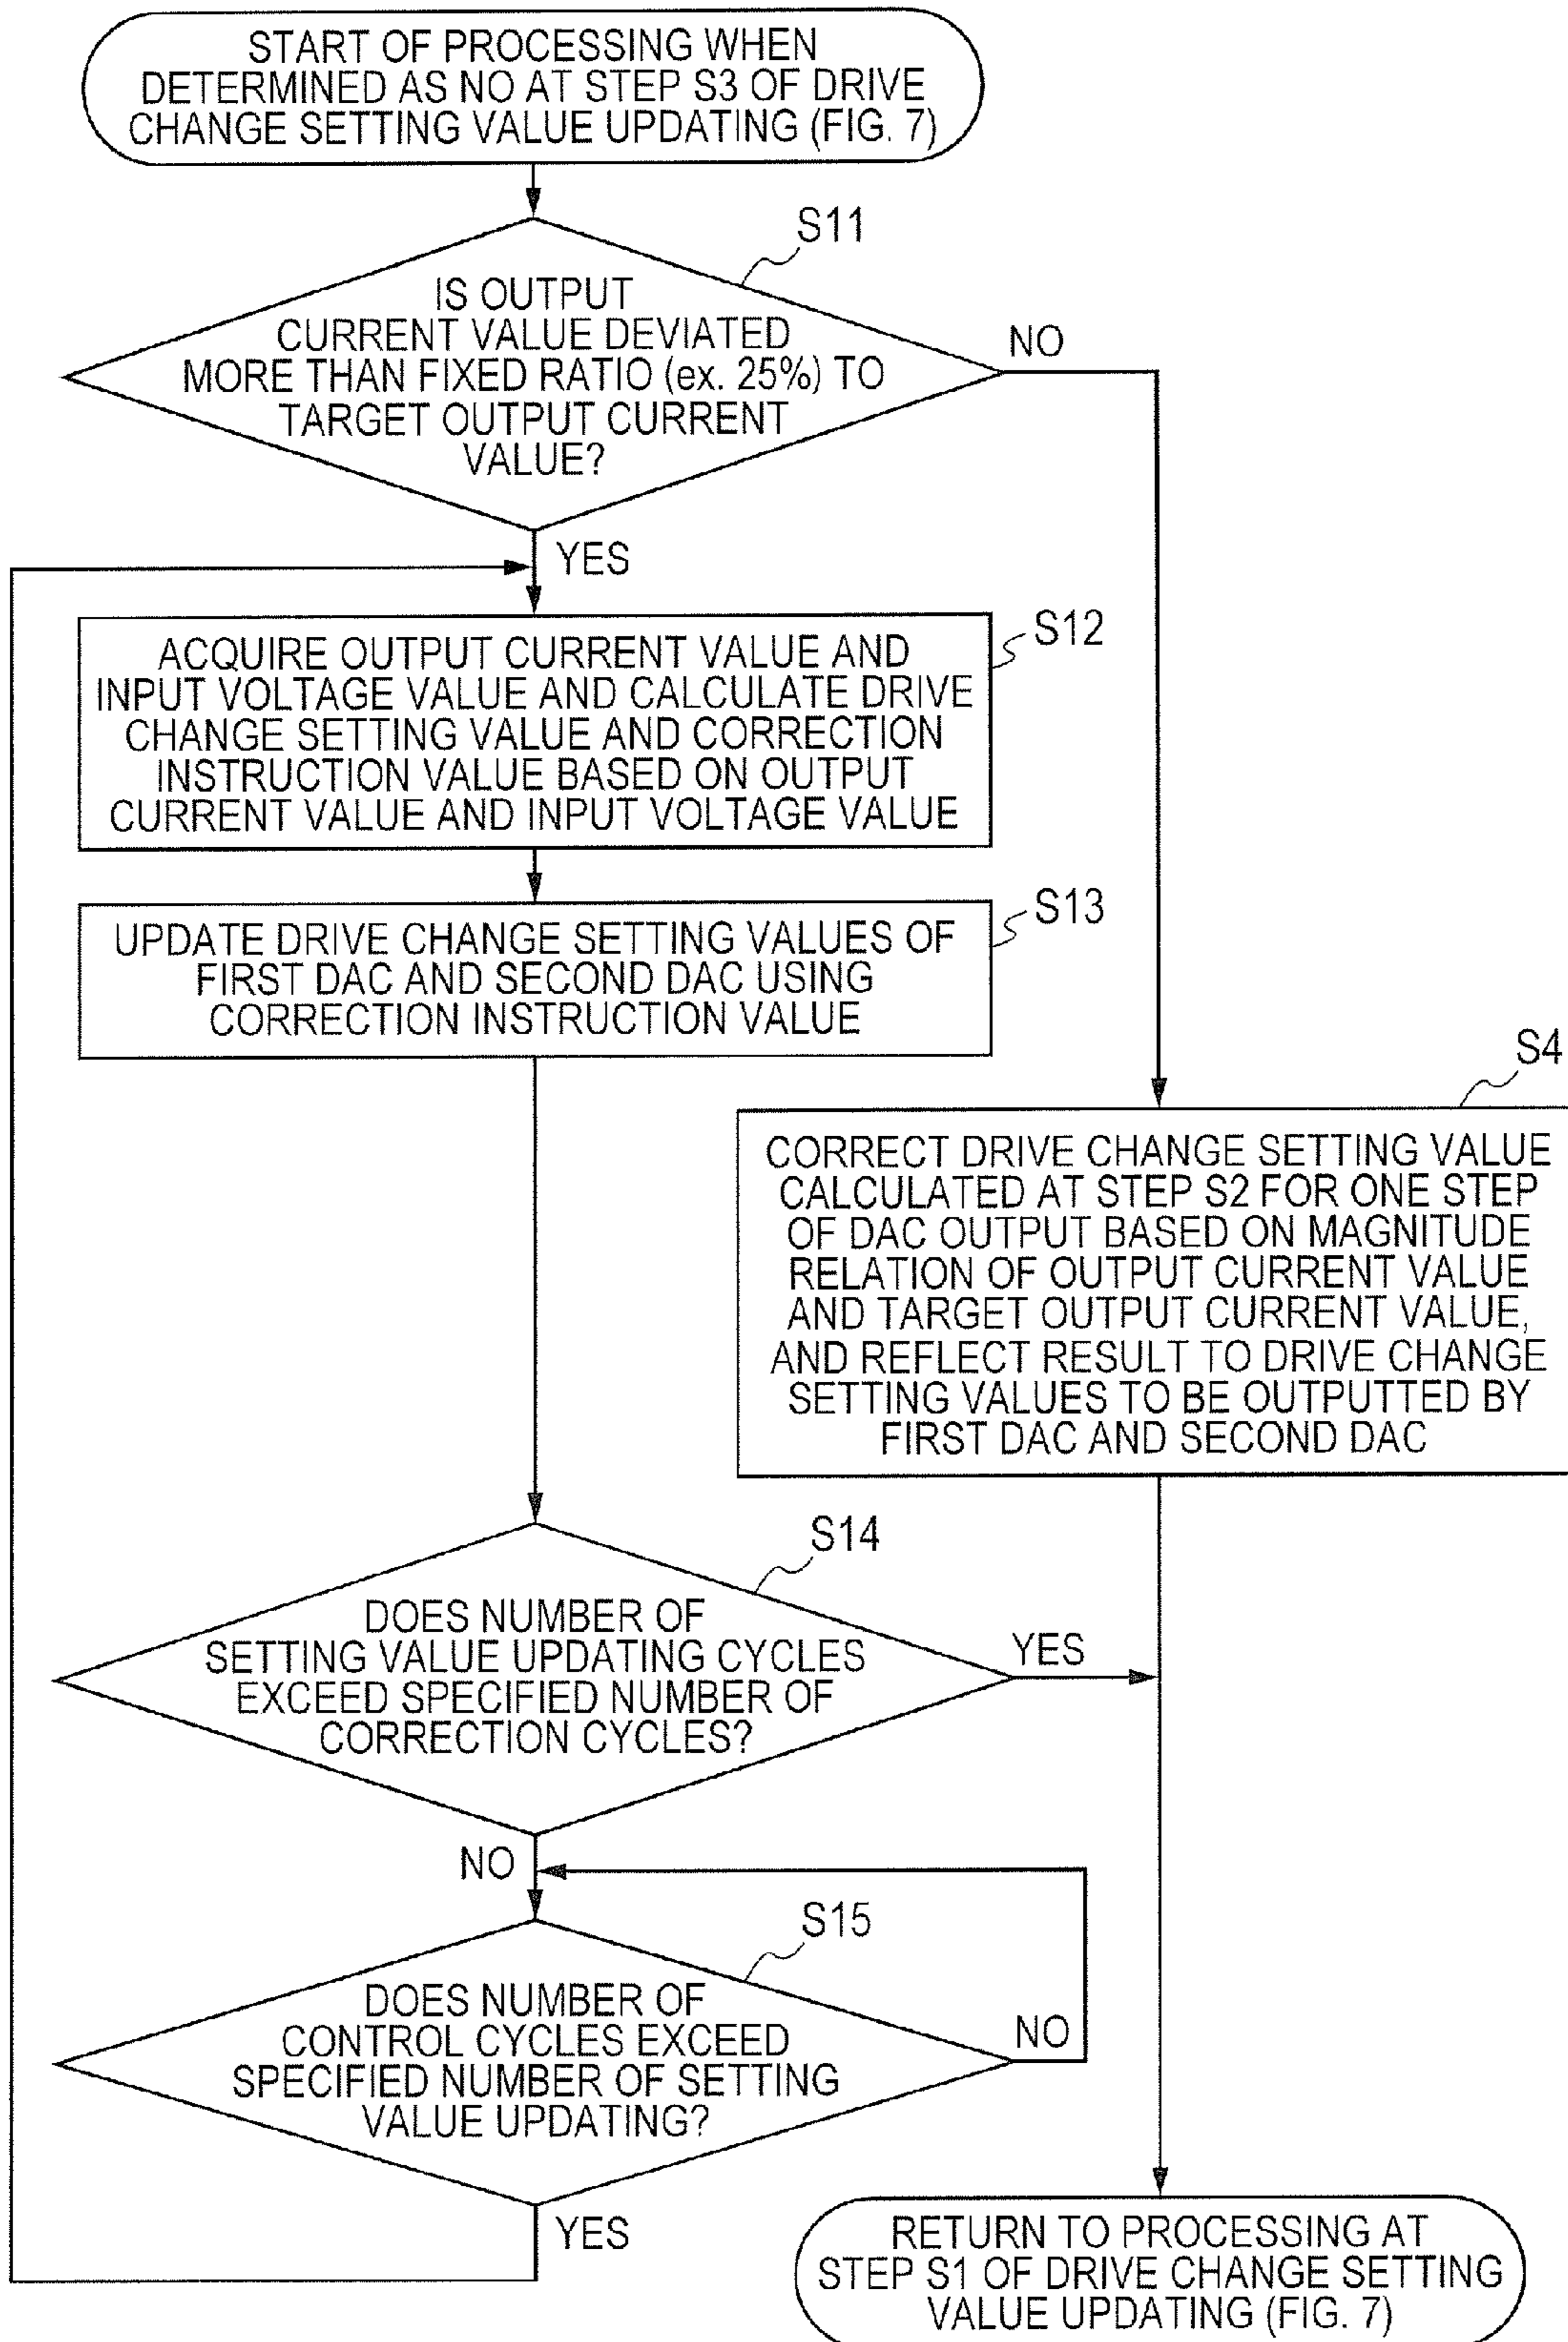 START OF PROCESSING WHEN
DETERMINED AS NO AT STEP S3 OF DRIVE
CHANGE SETTING VALUE UPDATING (FIG. 7)
S11
IS OUTPUT
CURRENT VALUE DEVIATED
MORE THAN FIXED RATIO (ex. 25%) TO
TARGET OUTPUT CURRENT
VALUE?
NO
YES
S12
ACQUIRE OUTPUT CURRENT VALUE AND
INPUT VOLTAGE VALUE AND CALCULATE DRIVE
CHANGE SETTING VALUE AND CORRECTION
INSTRUCTION VALUE BASED ON OUTPUT
CURRENT VALUE AND INPUT VOLTAGE VALUE
S13
UPDATE DRIVE CHANGE SETTING VALUES OF
FIRST DAC AND SECOND DAC USING
CORRECTION INSTRUCTION VALUE
S4
CORRECT DRIVE CHANGE SETTING VALUE
CALCULATED AT STEP S2 FOR ONE STEP
OF DAC OUTPUT BASED ON MAGNITUDE
RELATION OF OUTPUT CURRENT VALUE
AND TARGET OUTPUT CURRENT VALUE,
AND REFLECT RESULT TO DRIVE CHANGE
SETTING VALUES TO BE OUTPUTTED BY
FIRST DAC AND SECOND DAC
S14
DOES NUMBER OF
SETTING VALUE UPDATING CYCLES
EXCEED SPECIFIED NUMBER OF
CORRECTION CYCLES?
YES
NO
S15
DOES NUMBER OF
CONTROL CYCLES EXCEED
SPECIFIED NUMBER OF SETTING
VALUE UPDATING?
NO
YES
RETURN TO PROCESSING AT
STEP S1 OF DRIVE CHANGE SETTING
VALUE UPDATING (FIG. 7)